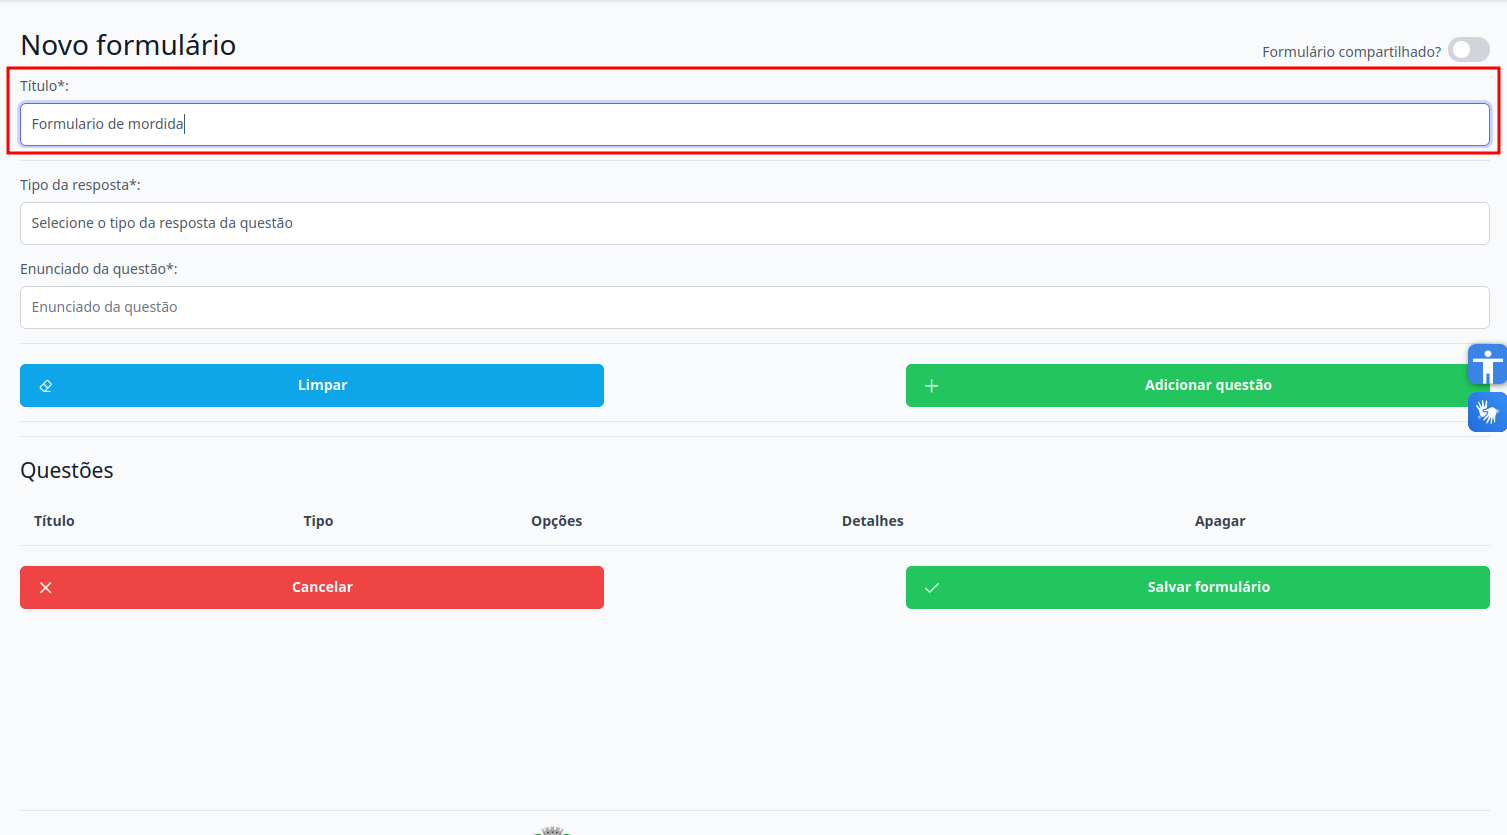 Novo formulário
Formulário compartilhado?
Título*:
Formulario de mordida
Tipo da resposta*:
Selecione o tipo da resposta da questão
Enunciado da questão*:
Enunciado da questão
Limpar
Adicionar questão
Questões
Título Tipo Opções Detalhes Apagar
Cancelar
Salvar formulário